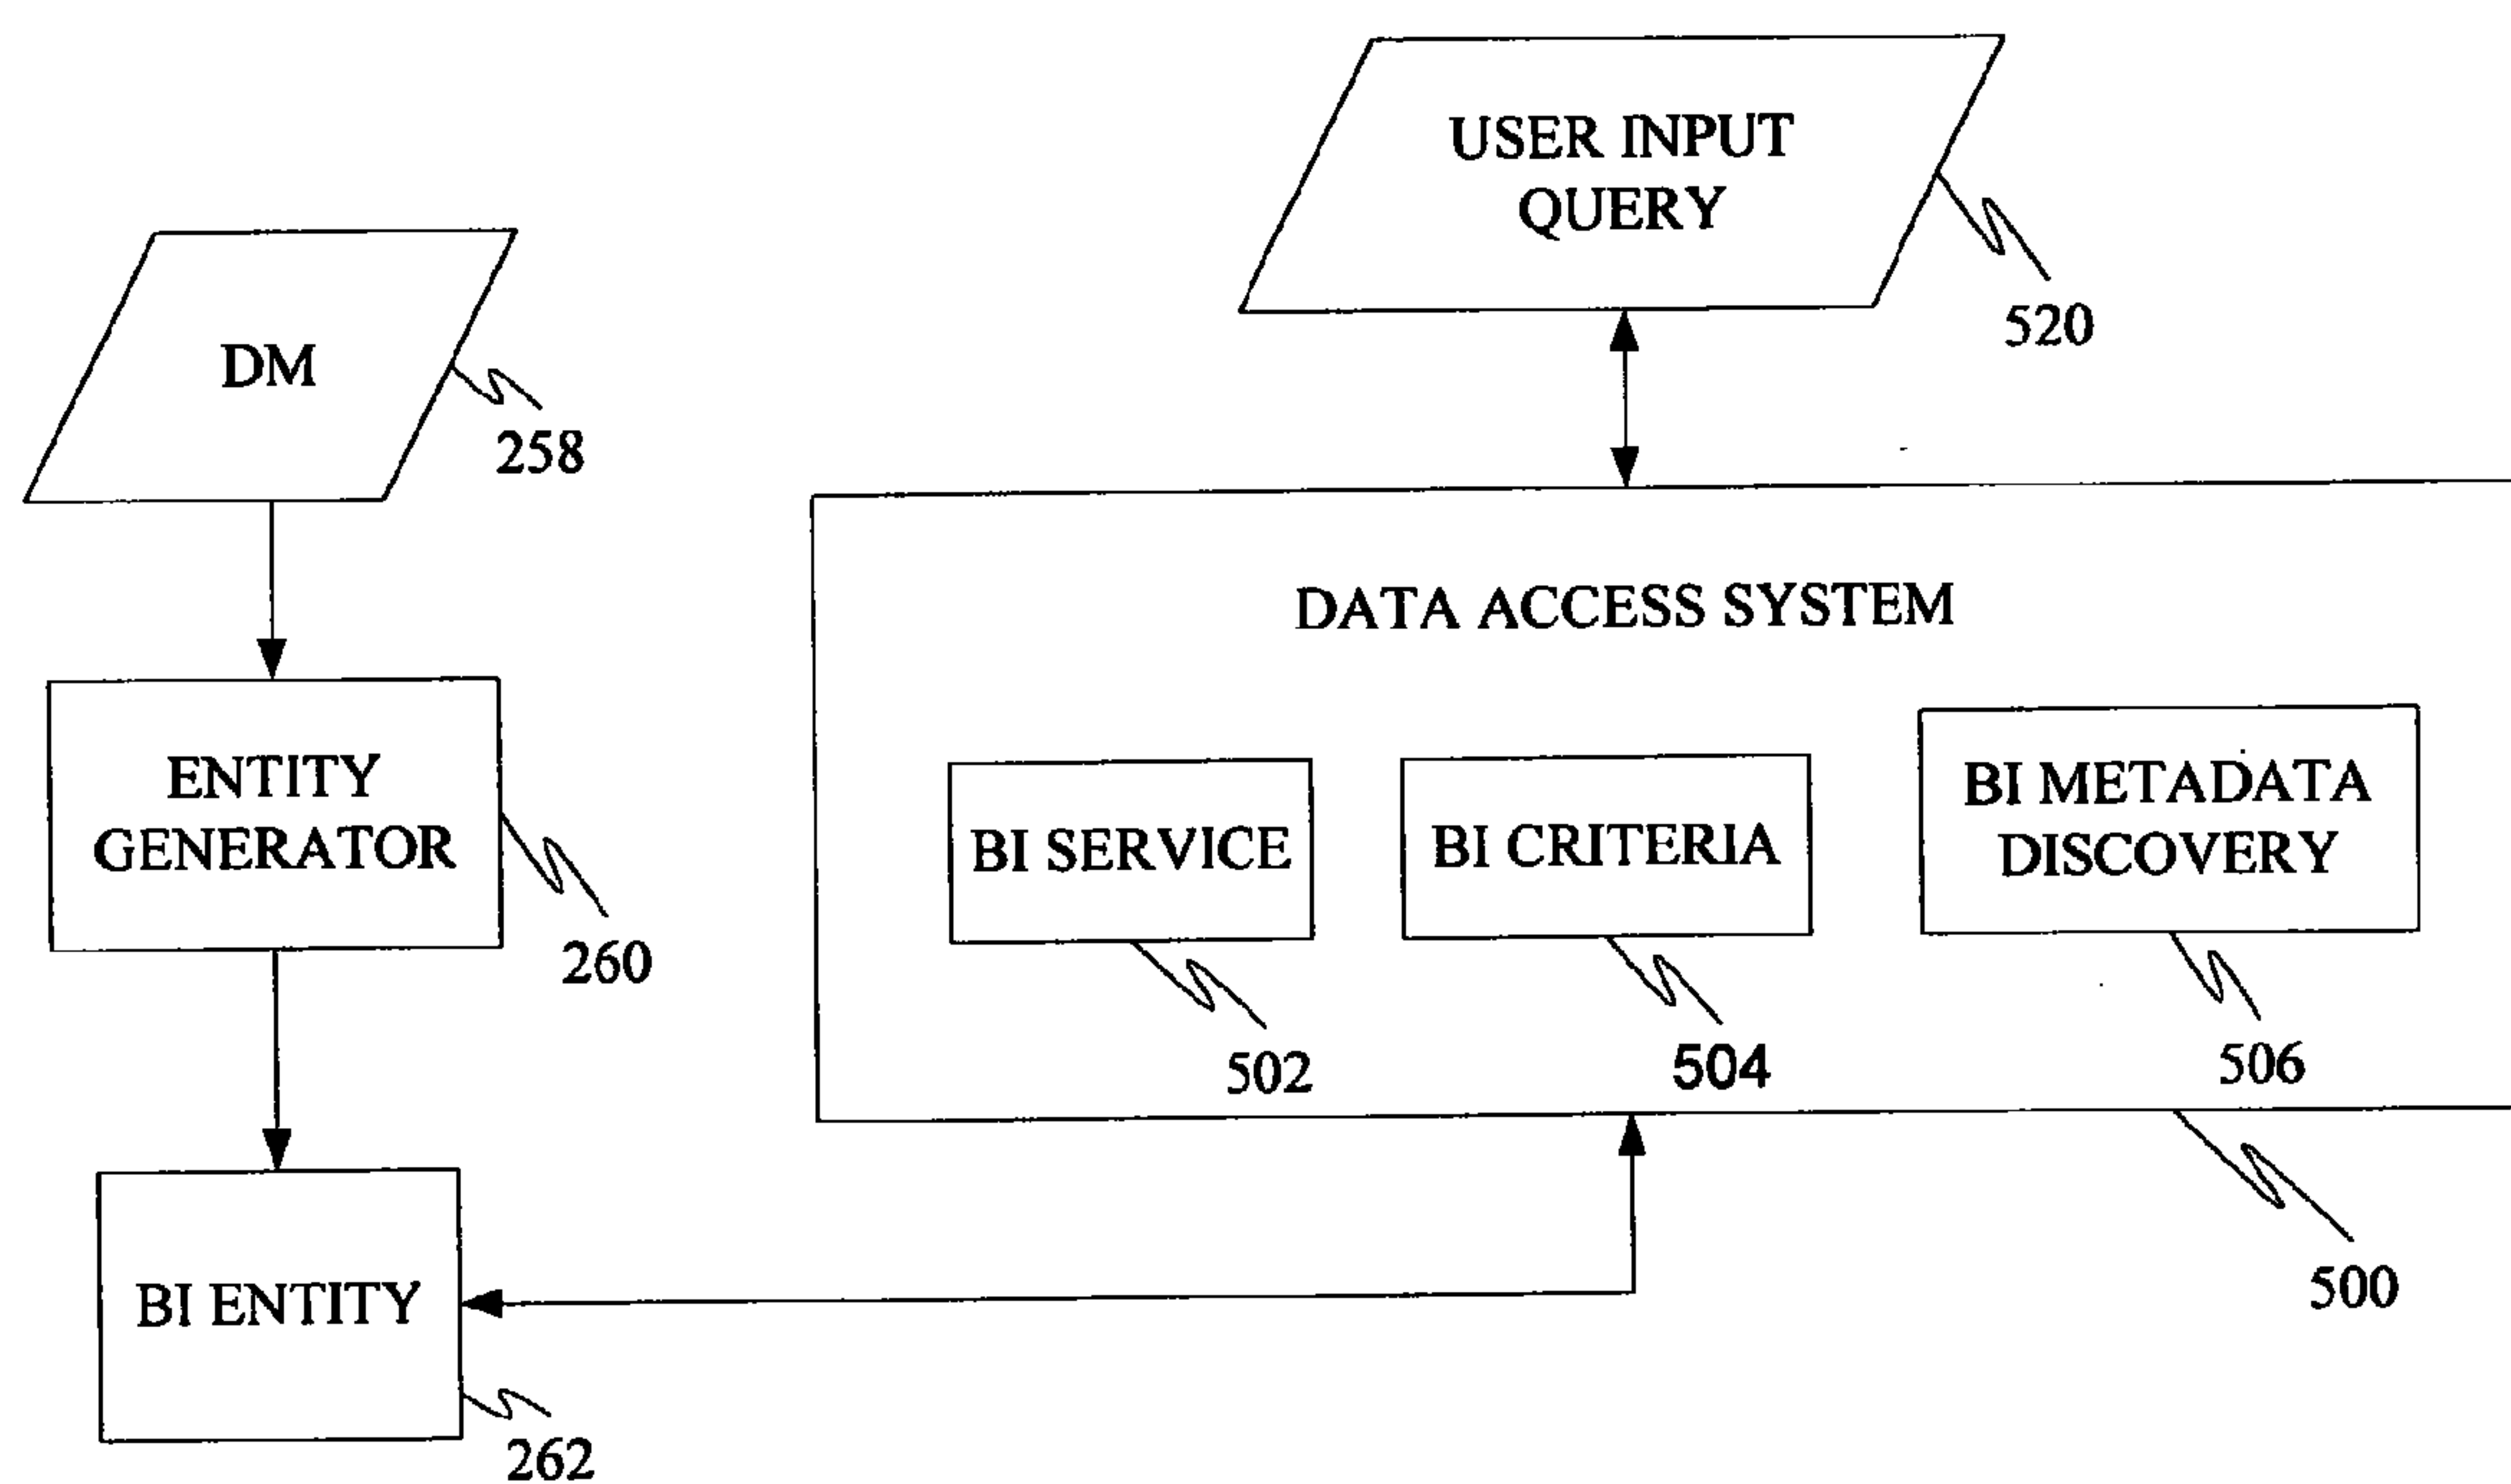 USER INPUT
QUERY
520
DM
258
DATA ACCESS SYSTEM
ENTITY
GENERATOR
260
BI SERVICE
502
BI CRITERIA
504
BI METADATA
DISCOVERY
506
500
BI ENTITY
262